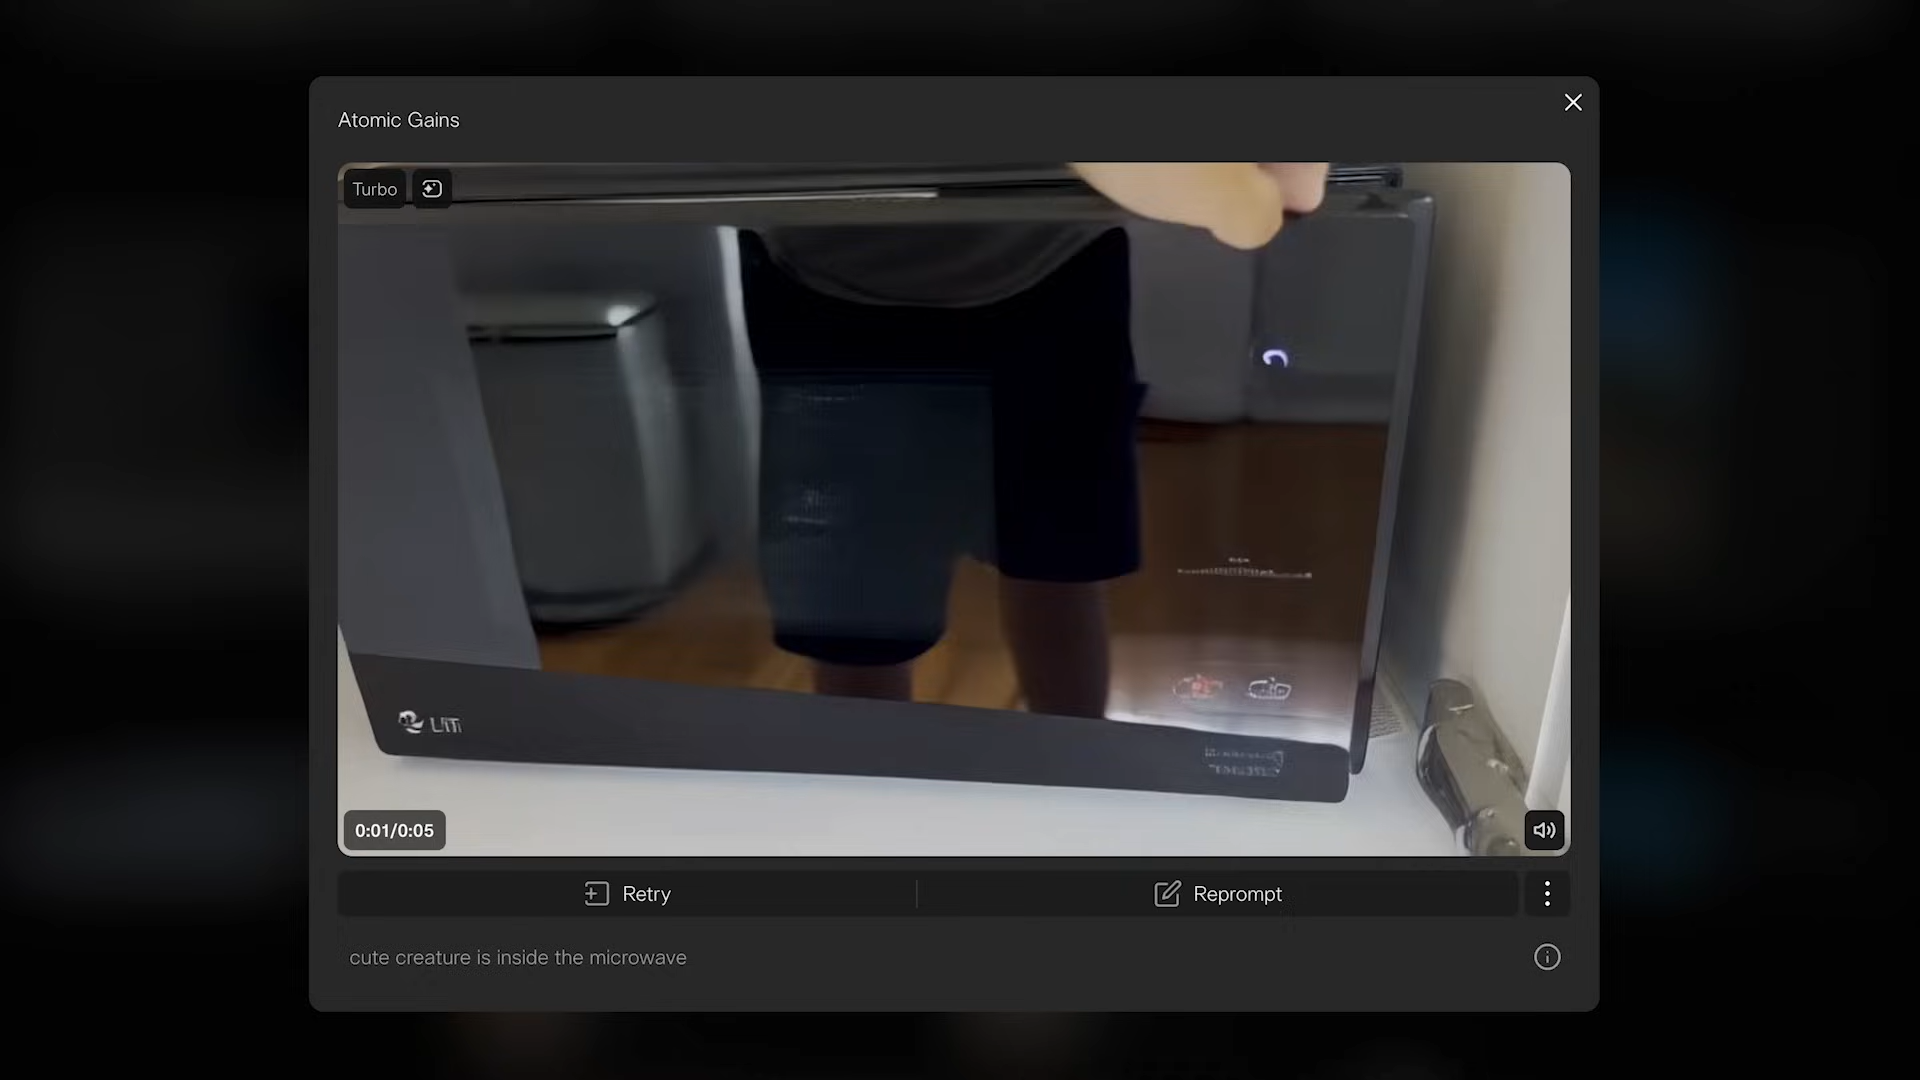 Atomic Gains
Turbo
0:01/0:05
Retry
Reprompt
cute creature is inside the microwave